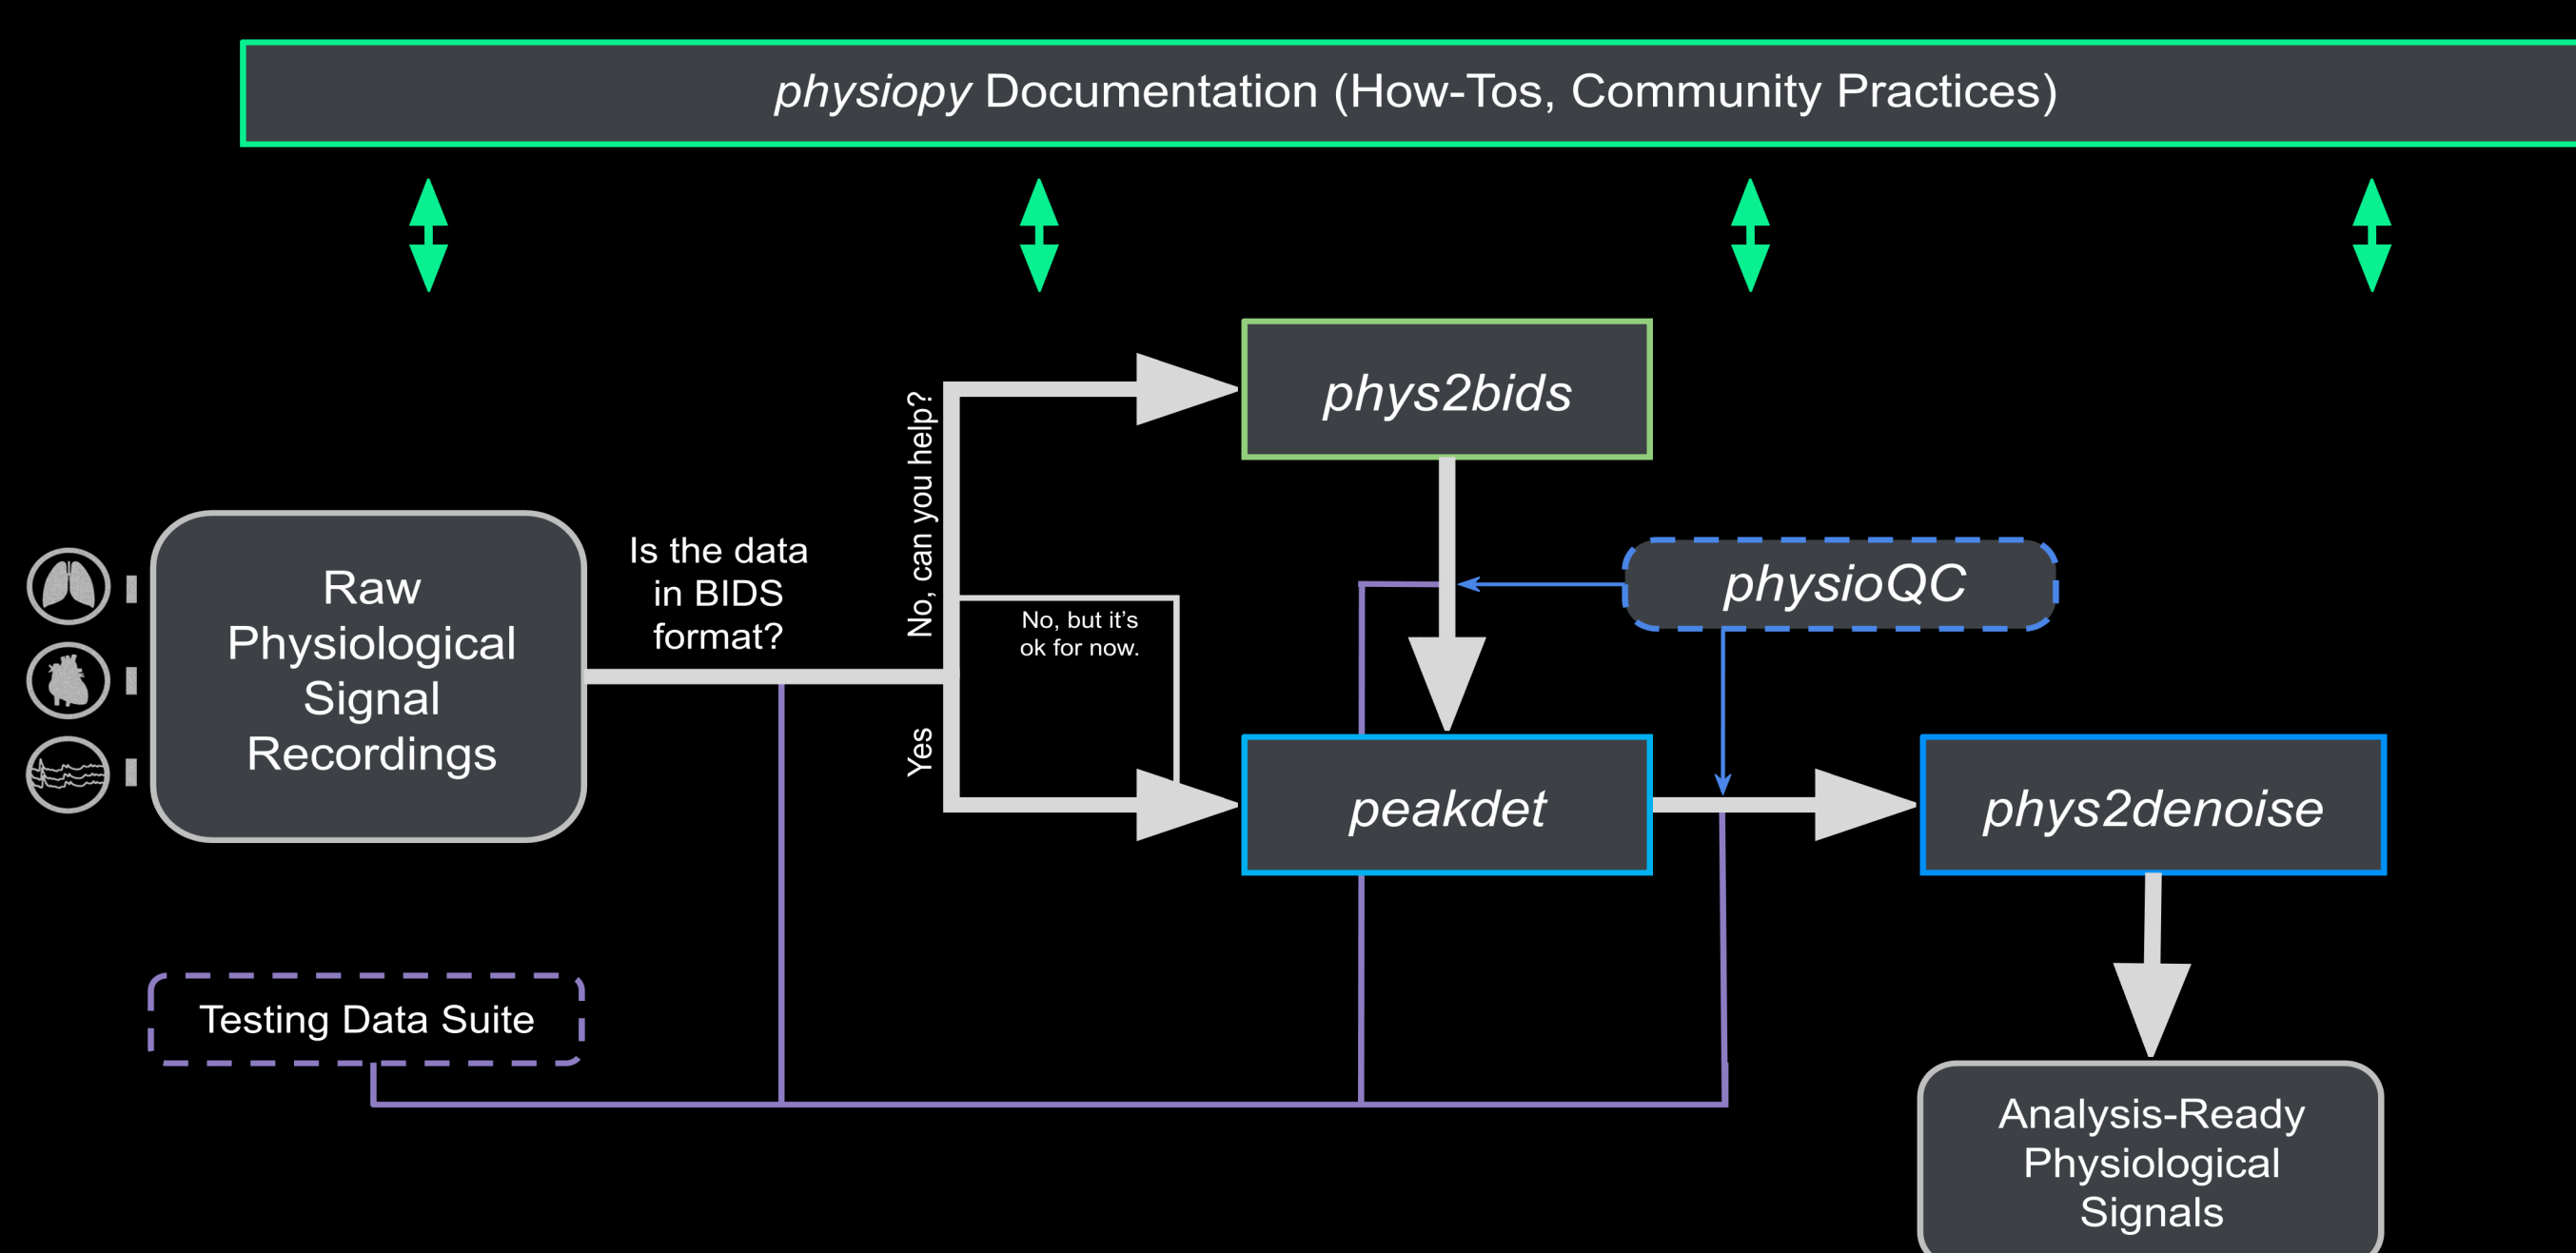 physiopy Documentation (How-Tos, Community Practices)
phys2bids
No, can you help?
Is the data
in BIDS
format?
Raw
Physiological
Signal
Recordings
physioQC
No, but it's
ok for now.
Yes
peakdet
phys2denoise
Testing Data Suite
Analysis-Ready
Physiological
Signals